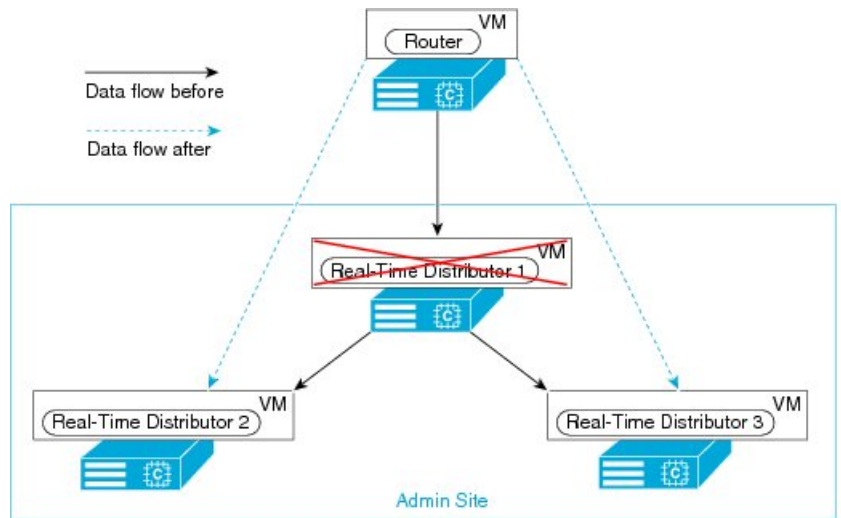 VM
Router
Data flow before
Data flow after
VM
Real-Time Distributor 1
C
C
VM
Real-Time Distributor 2
VM
Real-Time Distributor 3
C
C
Admin Site